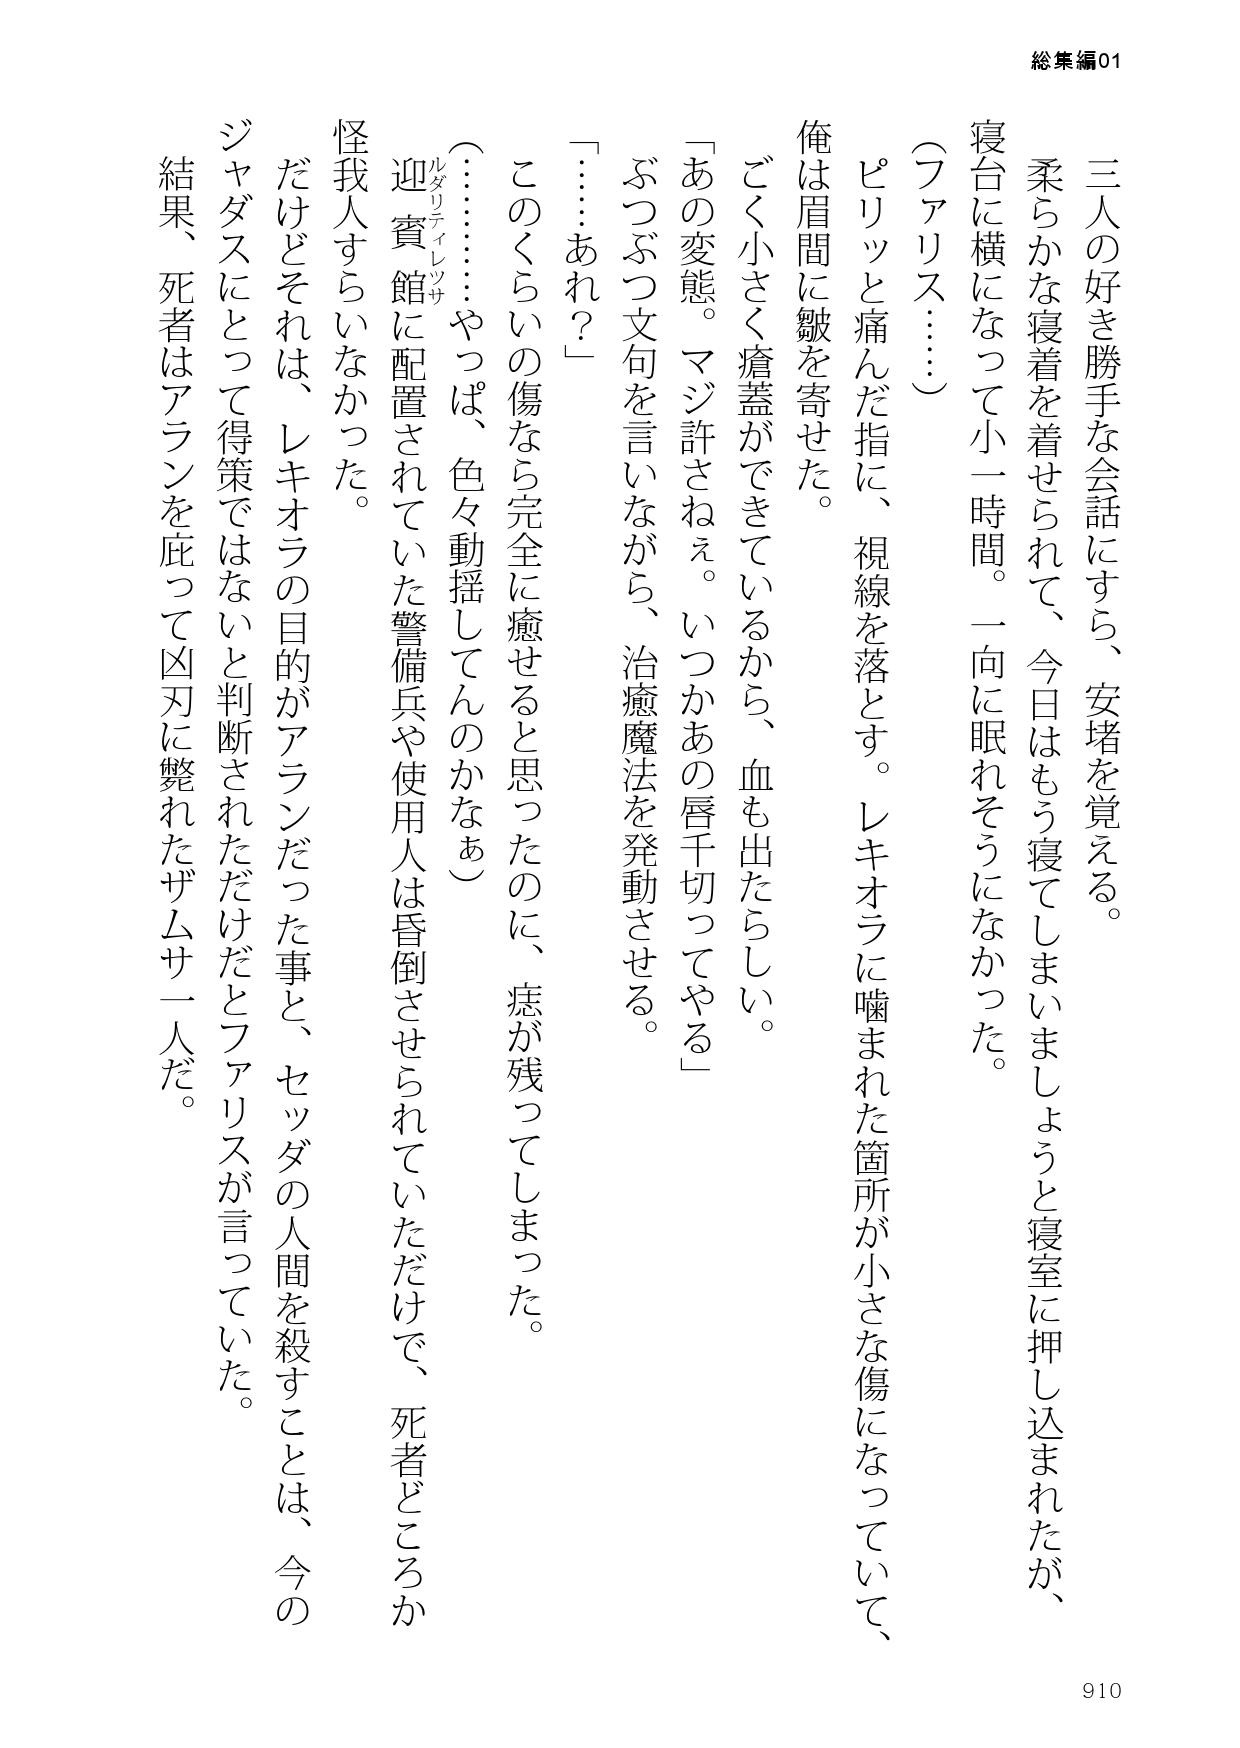 総集編01
三人の好き勝手な会話にすら、安堵を覚える。
柔らかな寝着を着せられて、今日はもう寝てしまいましょうと寝室に押し込まれたが、
寝台に横になって小一時間。一向に眠れそうになかった。
（ファリス……）
ピリッと痛んだ指に、視線を落とす。レキオラに噛まれた箇所が小さな傷になっていて、
俺は眉間に皺を寄せた。
ごく小さく瘡蓋ができているから、血も出たらしい。
「あの変態。マジ許さねぇ。いつかあの唇千切ってやる」
ぶつぶつ文句を言いながら、治癒魔法を発動させる。
「……あれ？」
このくらいの傷なら完全に癒せると思ったのに、痣が残ってしまった。
（…………やっぱ、色々動揺してんのかなぁ）
迎賓館に配置されていた警備兵や使用人は昏倒させられていただけで、死者どころか
ルダリティレッサ
怪我人すらいなかった。
だけどそれは、レキオラの目的がアランだった事と、セッダの人間を殺すことは、今の
ジャダスにとって得策ではないと判断されただけだとファリスが言っていた。
結果、死者はアランを庇って凶刃に斃れたザムサ一人だ。
910